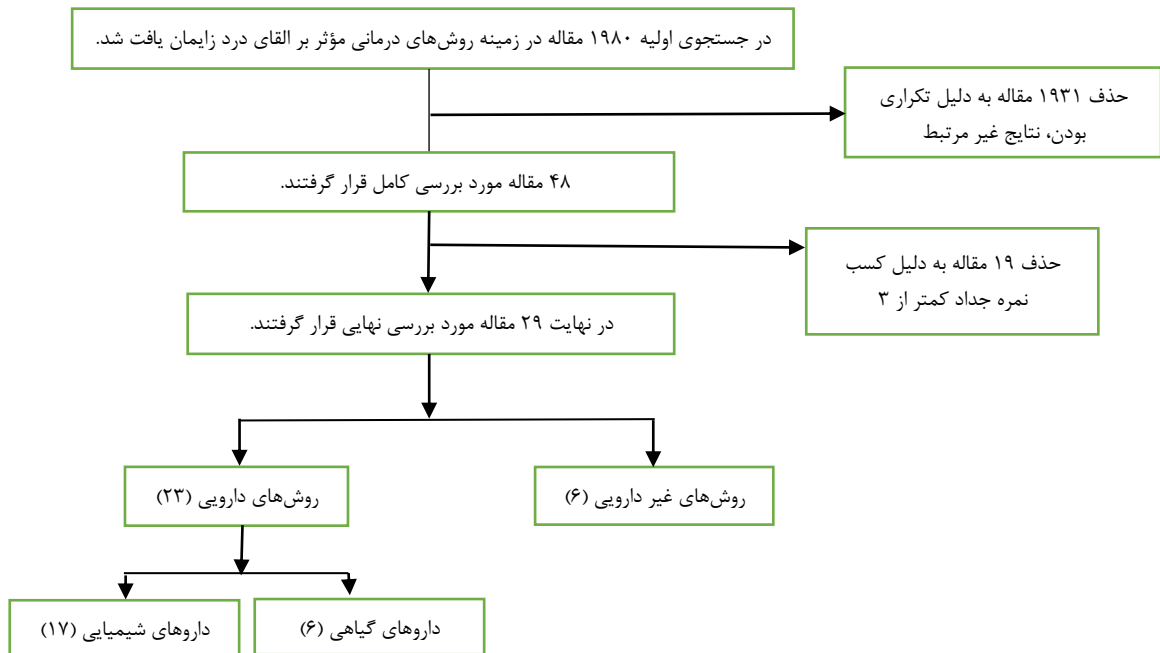 در جستجوی اولیه ۱۹۸۰ مقاله در زمینه روش‌های درمانی مؤثر بر القای درد زایمان یافت شد.
حذف ۱۹۳۱ مقاله به دلیل تکراری
بودن، نتایج غیر مرتبط
۴۸ مقاله مورد بررسی کامل قرار گرفتند.
حذف ۱۹ مقاله به دلیل کسب
نمره جداد کمتر از ۳
در نهایت ۲۹ مقاله مورد بررسی نهایی قرار گرفتند.
روش‌های غیر دارویی (۶)
روش‌های دارویی (۲۳)
داروهای گیاهی (۶)
داروهای شیمیایی (۱۷)